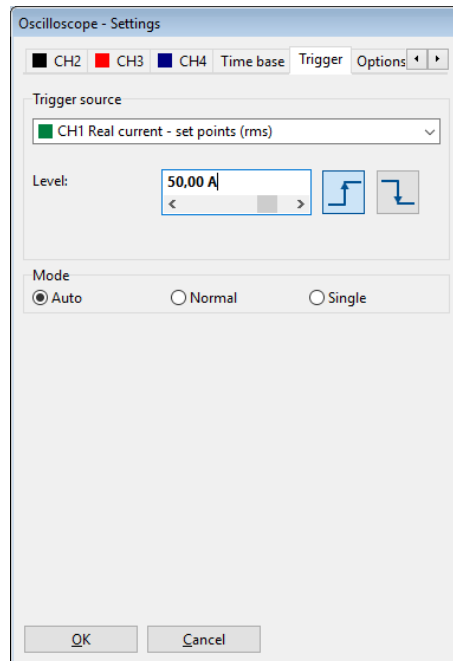 Oscilloscope - Settings
CH2 CH3 CH4 Time base Trigger Options
Trigger source
CH1 Real current - set points (rms)
Level: 50,00 A
Mode
Auto Normal Single
OK Cancel